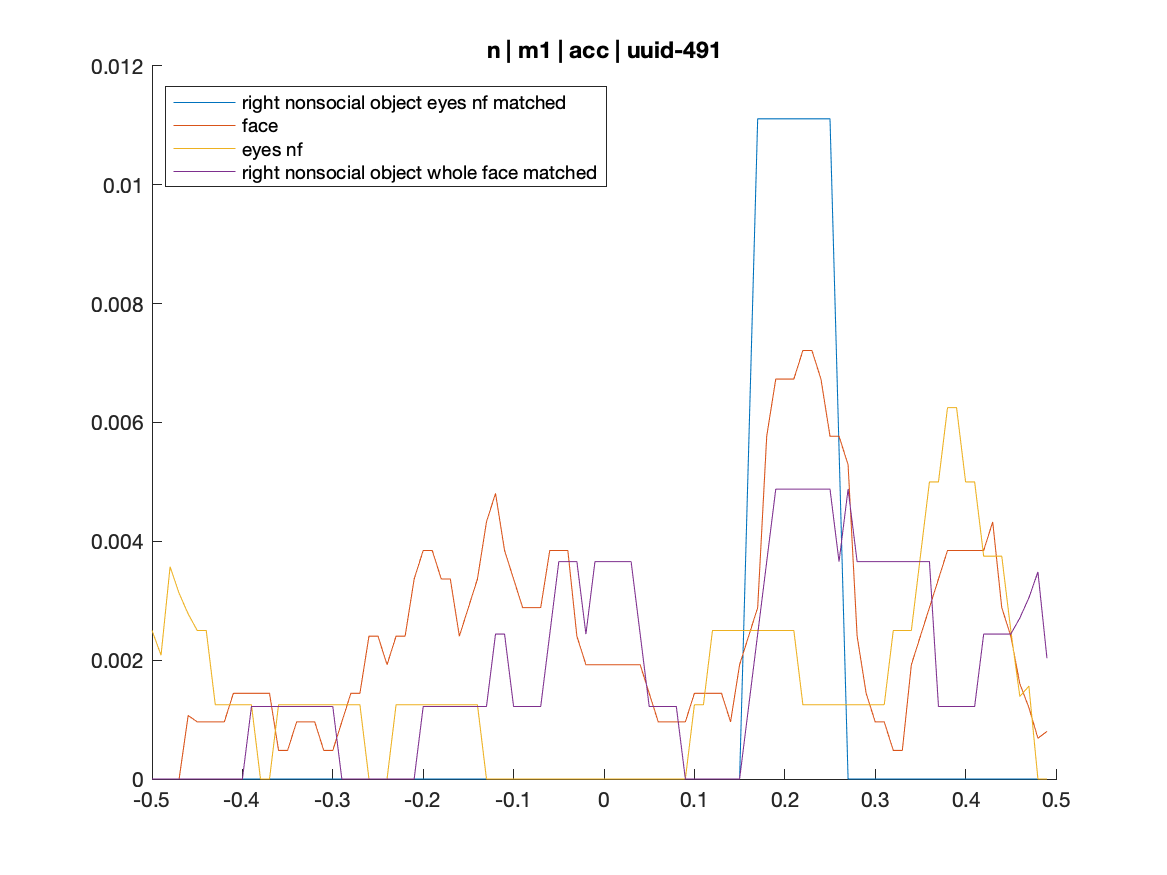 n | m1 | acc | uuid-491
0.012
right nonsocial object eyes nf matched
face
eyes nf
right nonsocial object whole face matched
0.01
0.008
0.006
0.004
0.002
0
-0.5 -0.4 -0.3 -0.2 -0.1 0 0.1 0.2 0.3 0.4 0.5